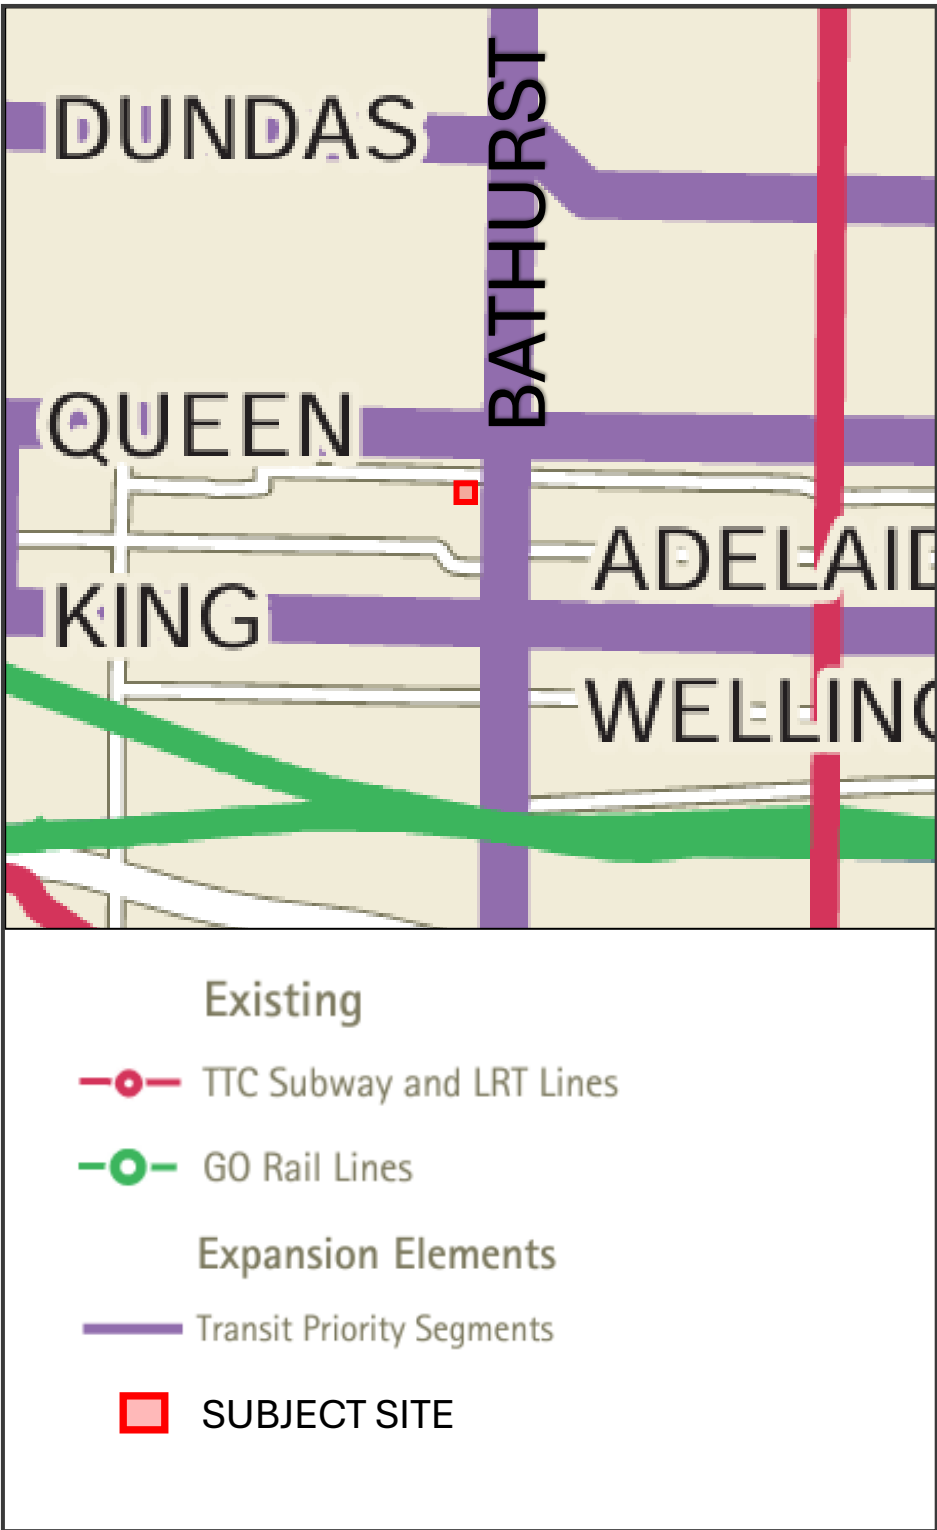 DUNDAS
BATHURST
QUEEN
ADELAID
KING
WELLING
Existing
TTC Subway and LRT Lines
GO Rail Lines
Expansion Elements
Transit Priority Segments
SUBJECT SITE